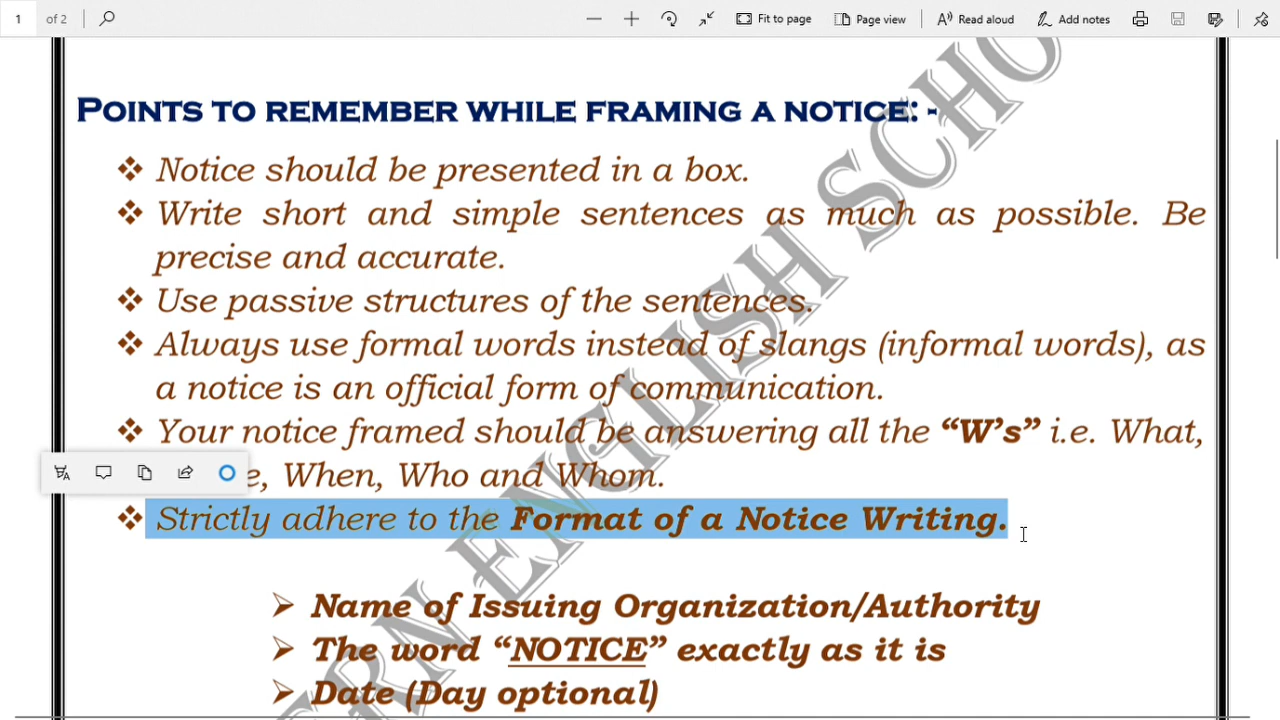 1 of 2 Fit to page Page view Read aloud Add notes
POINTS TO REMEMBER WHILE FRAMING A NOTICE: -
❖ Notice should be presented in a box.
❖ Write short and simple sentences as much as possible. Be
precise and accurate.
❖ Use passive structures of the sentences.
❖ Always use formal words instead of slangs (informal words), as
a notice is an official form of communication.
❖ Your notice framed should be answering all the “W’s” i.e. What,
When, Who and Whom.
❖ Strictly adhere to the Format of a Notice Writing.
➢ Name of Issuing Organization/Authority
➢ The word “NOTICE” exactly as it is
➢ Date (Day optional)
ERN ENGLISH SCHO